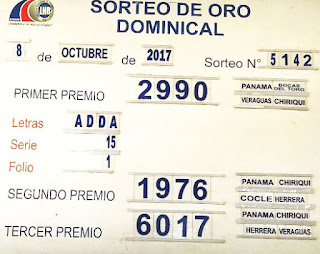 LNB
SORTEO DE ORO
DOMINICAL
8 de OCTUBRE de 2017 Sorteo N° 5142
PRIMER PREMIO 2990 PANAMA BOCAS DEL TORO
VERAGUAS CHIRIQUI
Letras ADDA
Serie 15
Folio 1
SEGUNDO PREMIO 1976 PANAMA CHIRIQUI
COCLE HERRERA
TERCER PREMIO 6017 PANAMA CHIRIQUI
HERRERA VERAGUAS